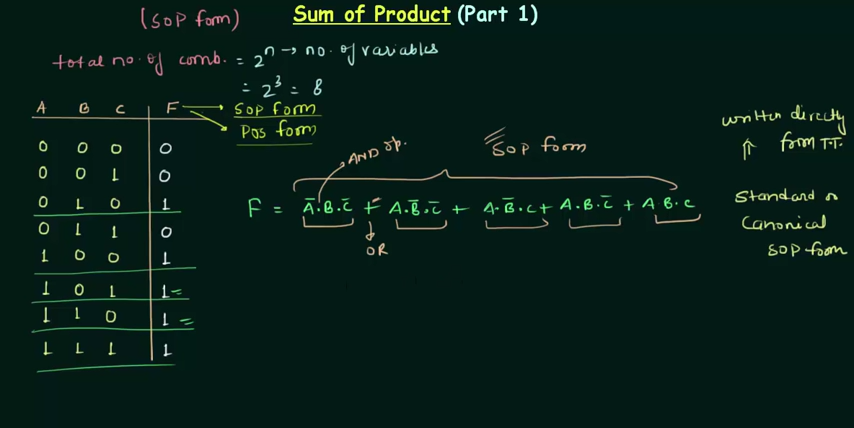 (SOP form)
Sum of Product (Part 1)
total no. of comb. = 2ⁿ → no. of variables
= 2³ = 8
A B C F → SOP form
POS form
0 0 0 0
0 0 1 0
0 1 0 1
0 1 1 0
1 0 0 1
1 0 1 1 =
1 1 0 1 =
1 1 1 1
AND op.
SOP form
F = A̅.B.C̅ + A.B̅.C̅ + A.B̅.C + A.B.C̅ + A B.C
OR
written directly
↑ from T.T.
Standard or
Canonical
SOP form